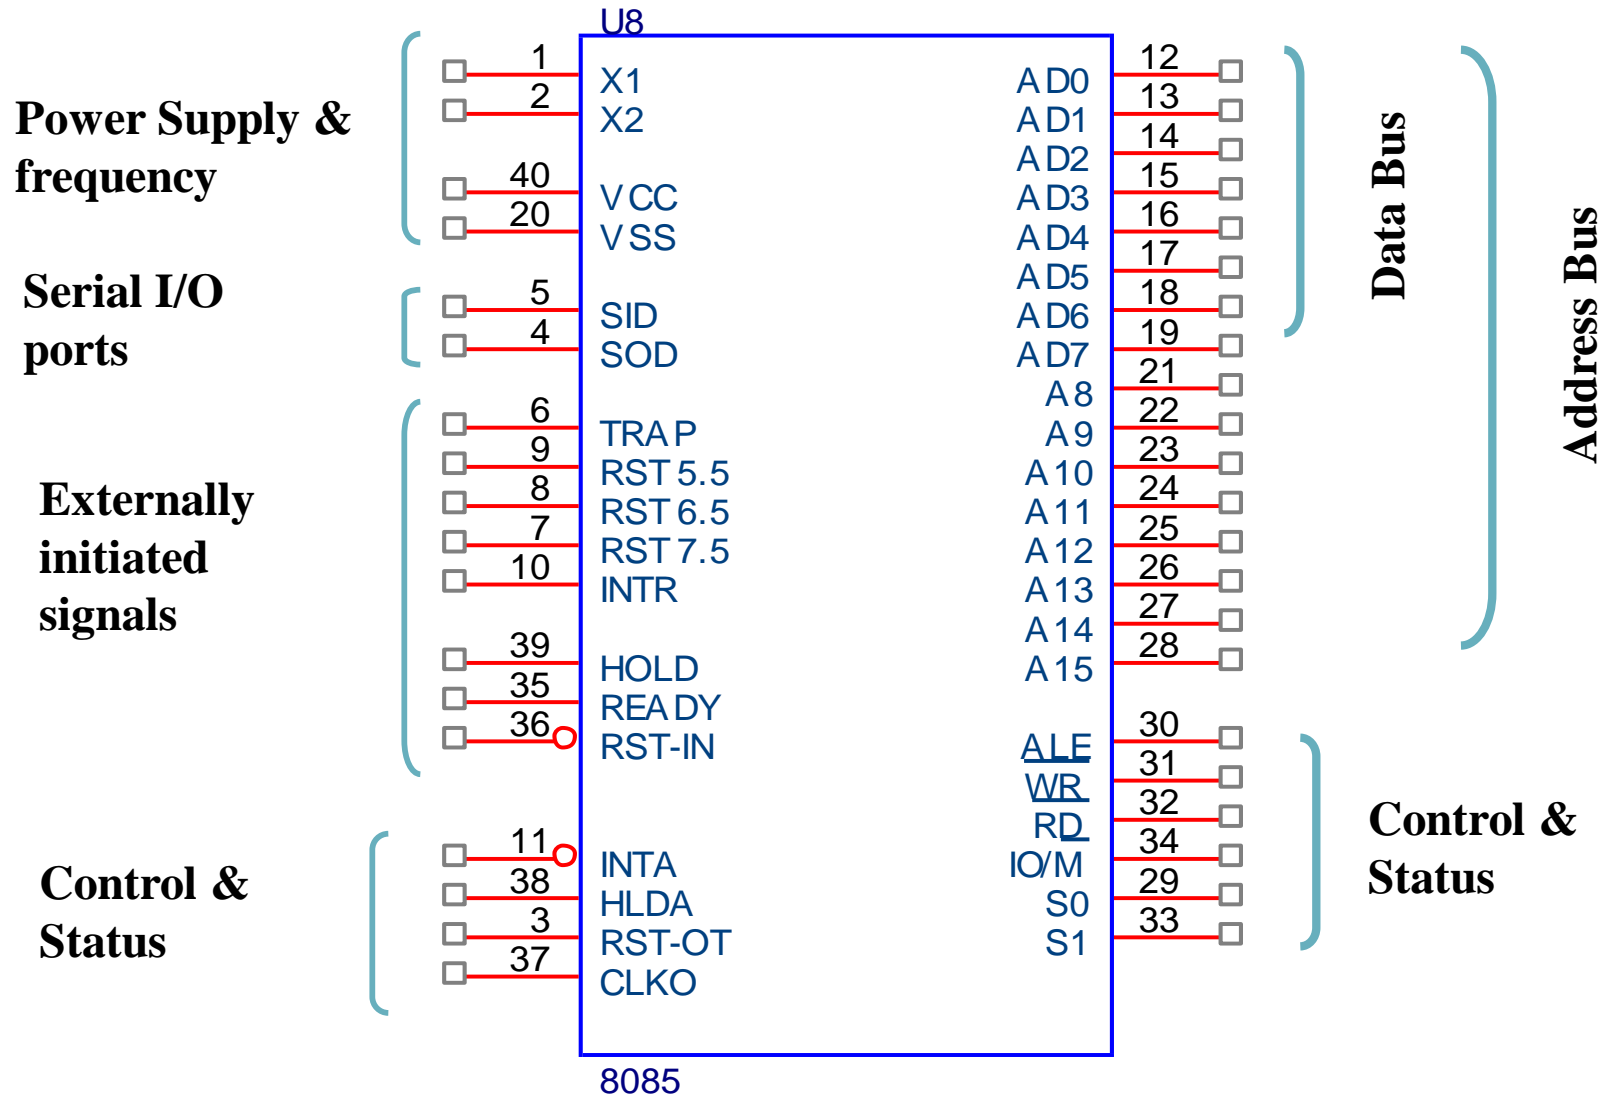 U8
Power Supply &
frequency
1
X1
2
X2
40
VCC
20
VSS
Serial I/O
ports
5
SID
4
SOD
Externally
initiated
signals
6
TRAP
9
RST 5.5
8
RST 6.5
7
RST 7.5
10
INTR
39
HOLD
35
READY
36
RST-IN
Control &
Status
11
INTA
38
HLDA
3
RST-OT
37
CLKO
12
AD0
13
AD1
14
AD2
15
AD3
16
AD4
17
AD5
18
AD6
19
AD7
21
A8
22
A9
23
A10
24
A11
25
A12
26
A13
27
A14
28
A15
Data Bus
Address Bus
30
ALE
31
WR
32
RD
34
IO/M
29
S0
33
S1
Control &
Status
8085